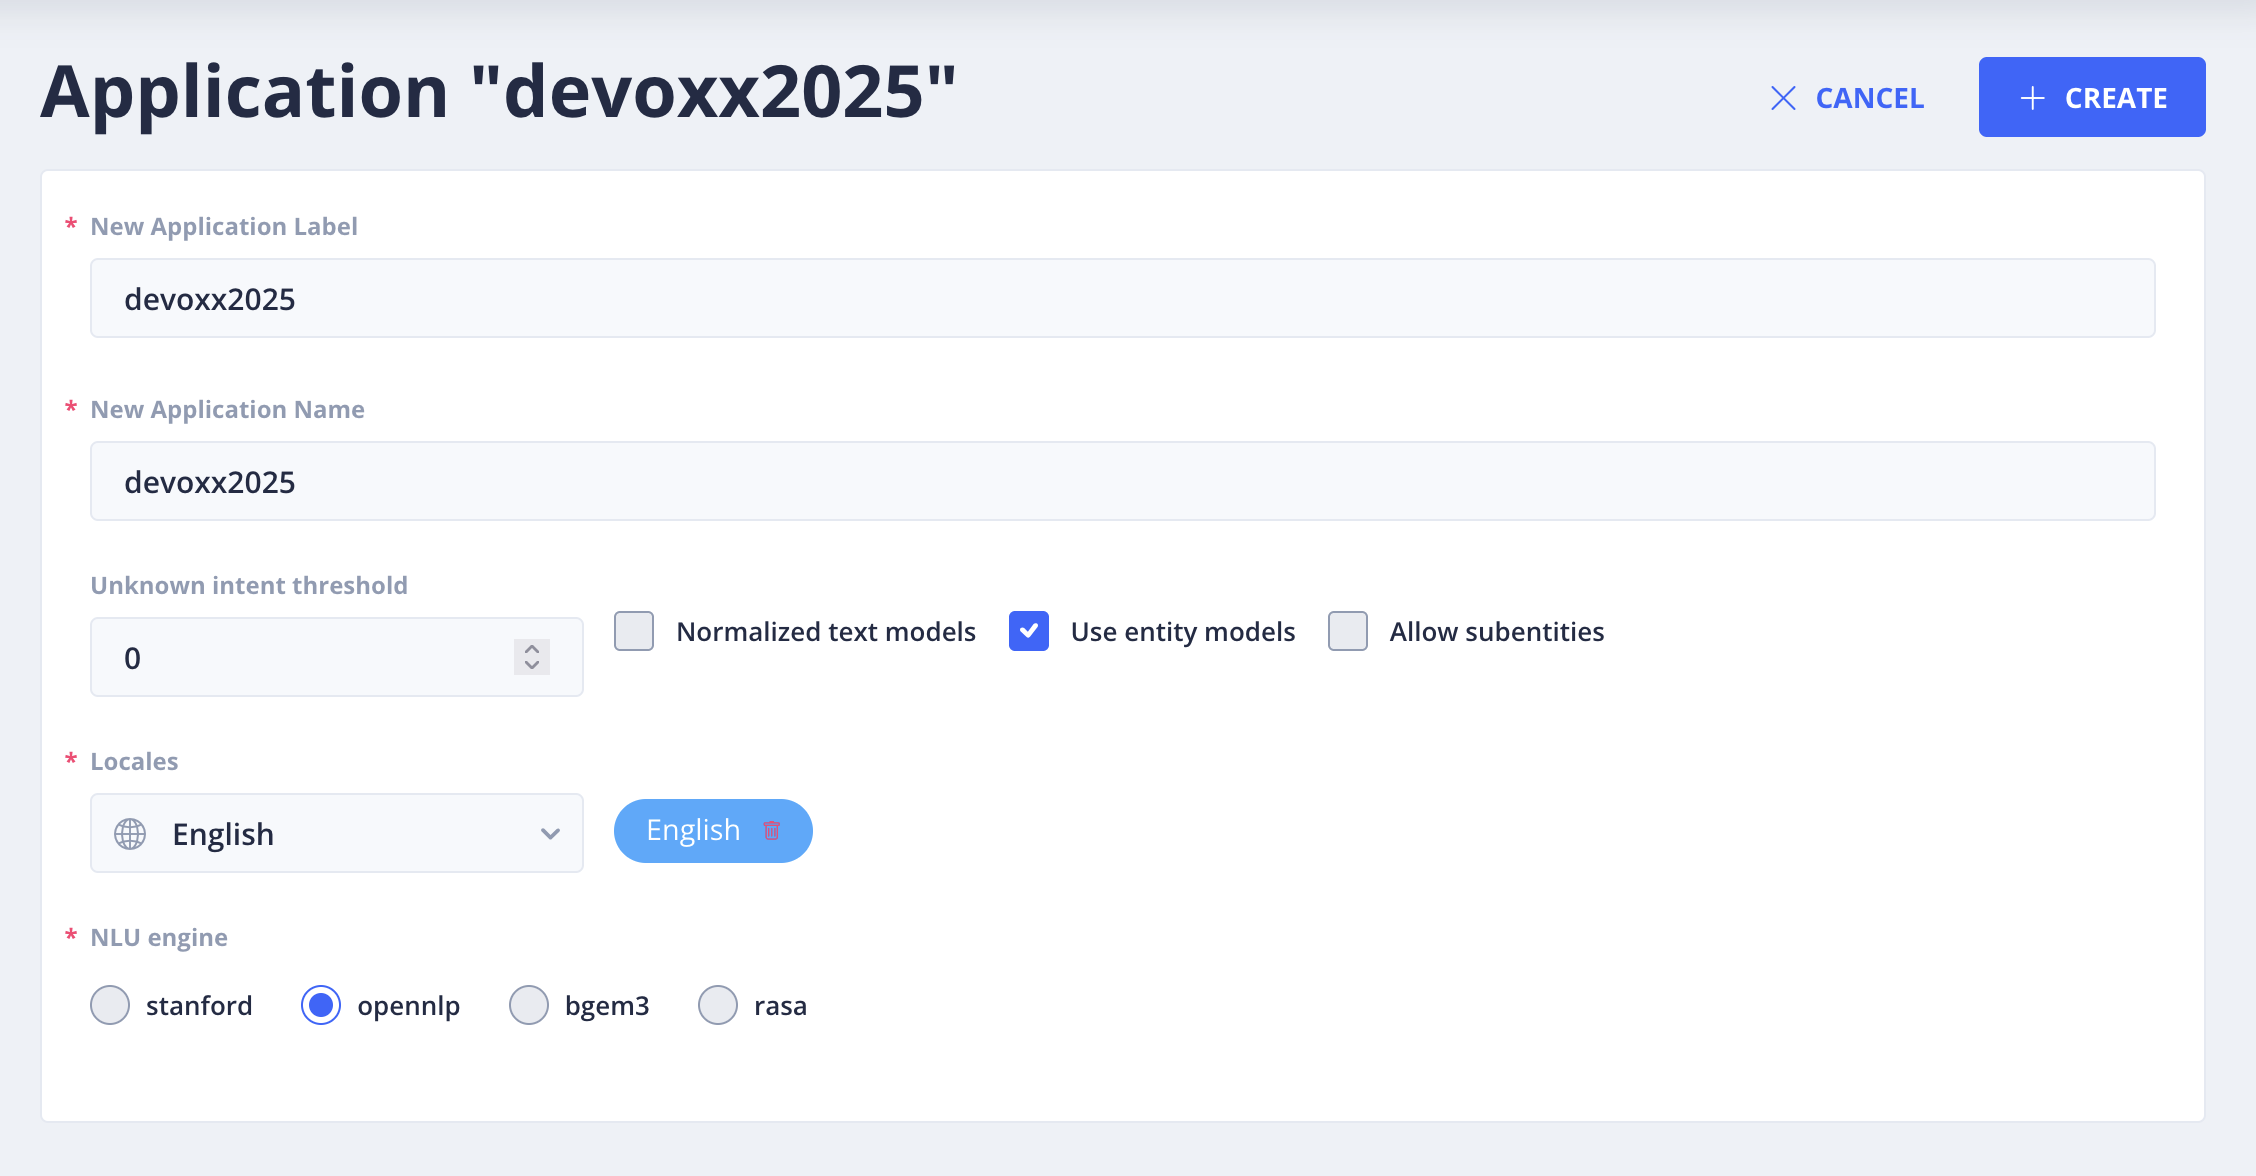 Application "devoxx2025"
CANCEL
CREATE
* New Application Label
devoxx2025
* New Application Name
devoxx2025
Unknown intent threshold
0
Normalized text models
Use entity models
Allow subentities
* Locales
English
English
* NLU engine
stanford
opennlp
bgem3
rasa